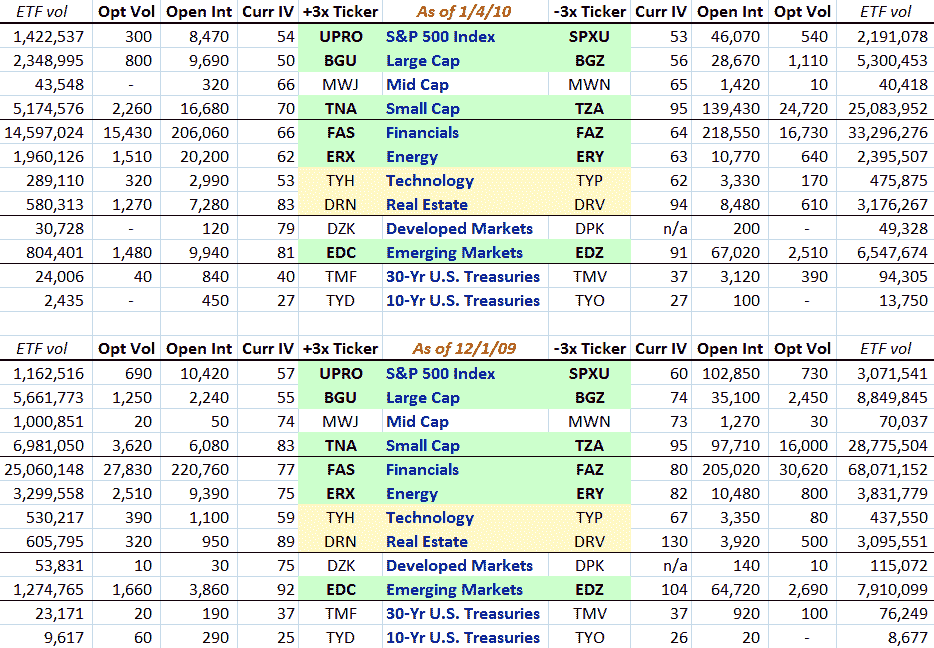 ETF vol Opt Vol Open Int Curr IV +3x Ticker As of 1/4/10 -3x Ticker Curr IV Open Int Opt Vol ETF vol
1,422,537 300 8,470 54 UPRO S&P 500 Index SPXU 53 46,070 540 2,191,078
2,348,995 800 9,690 50 BGU Large Cap BGZ 56 28,670 1,110 5,300,453
43,548 - 320 66 MWJ Mid Cap MWN 65 1,420 10 40,418
5,174,576 2,260 16,680 70 TNA Small Cap TZA 95 139,430 24,720 25,083,952
14,597,024 15,430 206,060 66 FAS Financials FAZ 64 218,550 16,730 33,296,276
1,960,126 1,510 20,200 62 ERX Energy ERY 63 10,770 640 2,395,507
289,110 320 2,990 53 TYH Technology TYP 62 3,330 170 475,875
580,313 1,270 7,280 83 DRN Real Estate DRV 94 8,480 610 3,176,267
30,728 - 120 79 DZK Developed Markets DPK n/a 200 - 49,328
804,401 1,480 9,940 81 EDC Emerging Markets EDZ 91 67,020 2,510 6,547,674
24,006 40 840 40 TMF 30-Yr U.S. Treasuries TMV 37 3,120 390 94,305
2,435 - 450 27 TYD 10-Yr U.S. Treasuries TYO 27 100 - 13,750
ETF vol Opt Vol Open Int Curr IV +3x Ticker As of 12/1/09 -3x Ticker Curr IV Open Int Opt Vol ETF vol
1,162,516 690 10,420 57 UPRO S&P 500 Index SPXU 60 102,850 730 3,071,541
5,661,773 1,250 2,240 55 BGU Large Cap BGZ 74 35,100 2,450 8,849,845
1,000,851 20 50 74 MWJ Mid Cap MWN 73 1,270 30 70,037
6,981,050 3,620 6,080 83 TNA Small Cap TZA 95 97,710 16,000 28,775,504
25,060,148 27,830 220,760 77 FAS Financials FAZ 80 205,020 30,620 68,071,152
3,299,558 2,510 9,390 75 ERX Energy ERY 82 10,480 800 3,831,779
530,217 390 1,100 59 TYH Technology TYP 67 3,350 80 437,550
605,795 320 950 89 DRN Real Estate DRV 130 3,920 500 3,095,551
53,831 10 30 75 DZK Developed Markets DPK n/a 140 10 115,072
1,274,765 1,660 3,860 92 EDC Emerging Markets EDZ 104 64,720 2,690 7,910,099
23,171 20 190 37 TMF 30-Yr U.S. Treasuries TMV 37 920 100 76,249
9,617 60 290 25 TYD 10-Yr U.S. Treasuries TYO 26 20 - 8,677